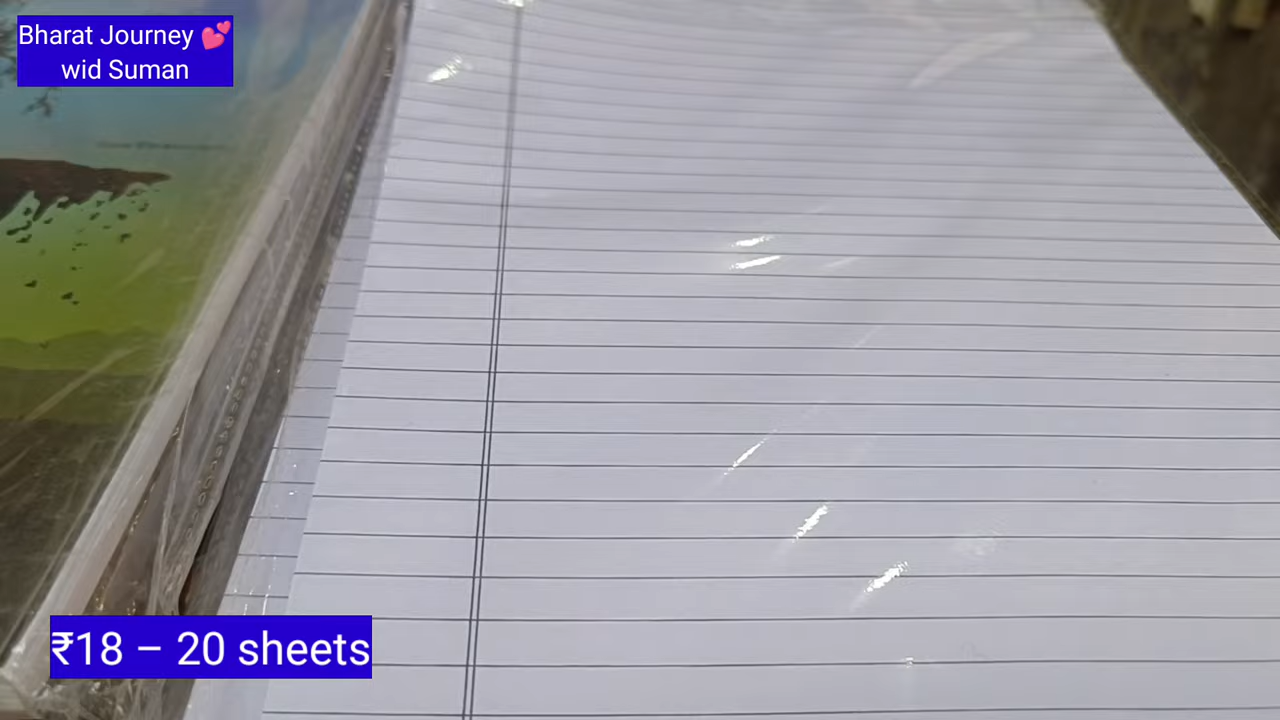 Bharat Journey 💕
wid Suman
₹18 – 20 sheets